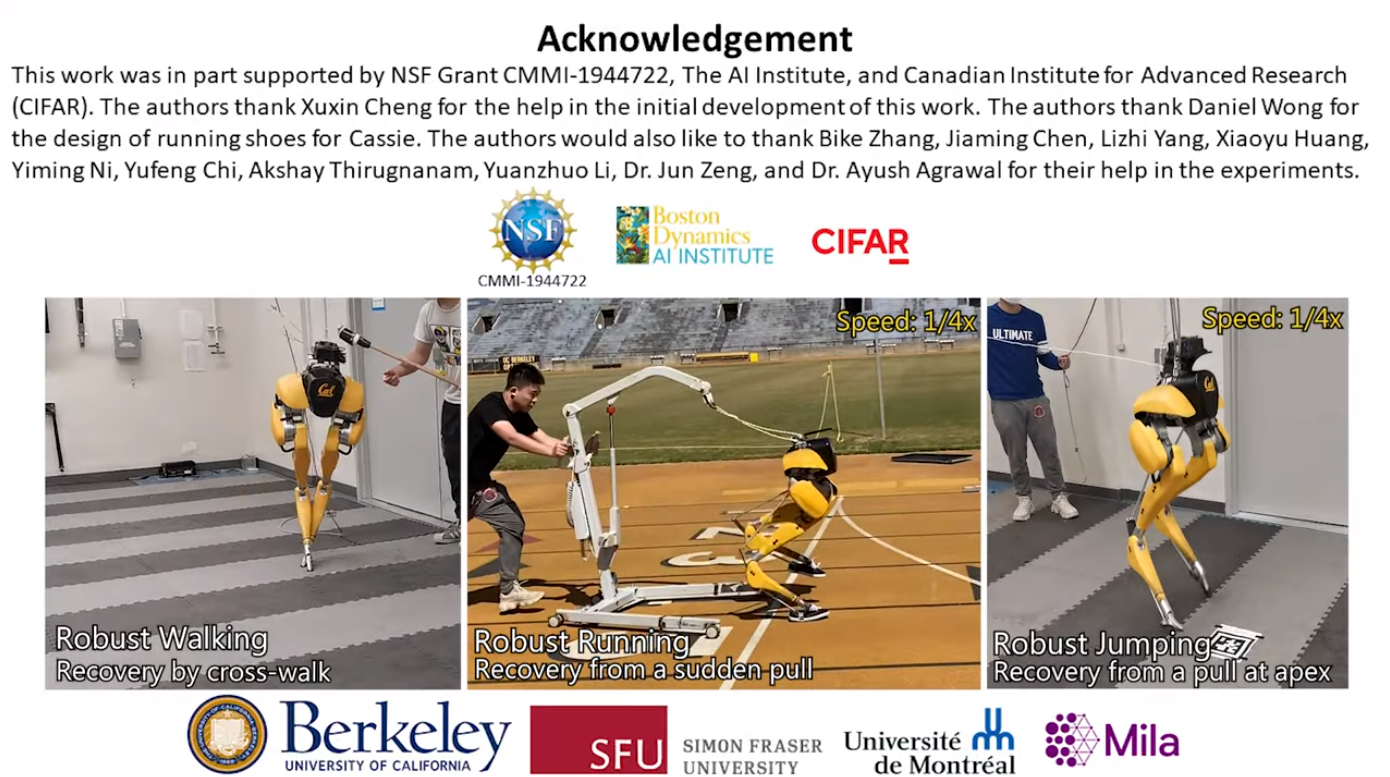 Acknowledgement
This work was in part supported by NSF Grant CMMI-1944722, The AI Institute, and Canadian Institute for Advanced Research
(CIFAR). The authors thank Xuxin Cheng for the help in the initial development of this work. The authors thank Daniel Wong for
the design of running shoes for Cassie. The authors would also like to thank Bike Zhang, Jiaming Chen, Lizhi Yang, Xiaoyu Huang,
Yiming Ni, Yufeng Chi, Akshay Thirugnanam, Yuanzhuo Li, Dr. Jun Zeng, and Dr. Ayush Agrawal for their help in the experiments.
NSF
CMMI-1944722
Boston
Dynamics
AI INSTITUTE
CIFAR
Cal
Robust Walking
Recovery by cross-walk
Speed: 1/4x
UC BERKELEY
Robust Running
Recovery from a sudden pull
Speed: 1/4x
ULTIMATE
Cal
Robust Jumping
Recovery from a pull at apex
Berkeley
UNIVERSITY OF CALIFORNIA
SFU
SIMON FRASER
UNIVERSITY
Université
de Montréal
Mila